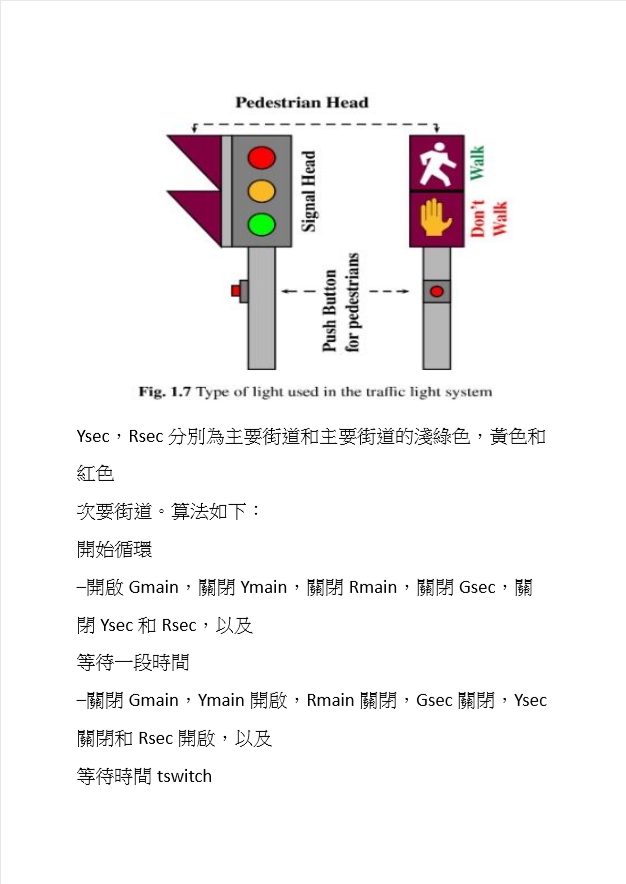 Pedestrian Head
Signal Head
Walk
Don't
Walk
Push Button
for pedestrians
Fig. 1.7 Type of light used in the traffic light system
Ysec，Rsec 分別為主要街道和主要街道的淺綠色，黃色和
紅色
次要街道。算法如下：
開始循環
–開啟 Gmain，關閉 Ymain，關閉 Rmain，關閉 Gsec，關
閉 Ysec 和 Rsec，以及
等待一段時間
–關閉 Gmain，Ymain 開啟，Rmain 關閉，Gsec 關閉，Ysec
關閉和 Rsec 開啟，以及
等待時間 tswitch